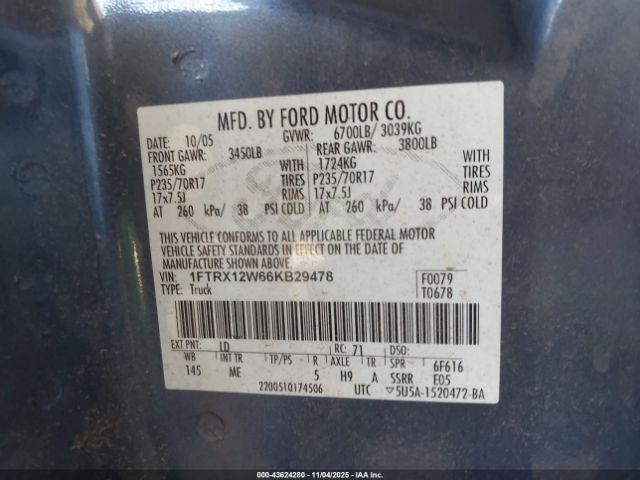 MFD. BY FORD MOTOR CO.
DATE: 10/05 GVWR: 6700LB/ 3039KG
FRONT GAWR: 3450LB REAR GAWR: 3800LB
1565KG WITH 1724KG WITH
P235/70R17 TIRES P235/70R17 TIRES
17x7.5J RIMS 17x7.5J RIMS
AT 260 kPa/ 38 PSI COLD AT 260 kPa/ 38 PSI COLD
THIS VEHICLE CONFORMS TO ALL APPLICABLE FEDERAL MOTOR
VEHICLE SAFETY STANDARDS IN EFFECT ON THE DATE OF
MANUFACTURE SHOWN ABOVE.
VIN: 1FTRX12W66KB29478 F0079
TYPE: Truck T0678
EXT PNT: LD RC: 71 DSO:
WB INT TR TP/PS R AXLE TR SPR 6F616
145 ME 5 H9 A SSRR E05
2200510174506 UTC ▽5U5A-1520472-BA
000-43624280 - 11/04/2025 - IAA Inc.